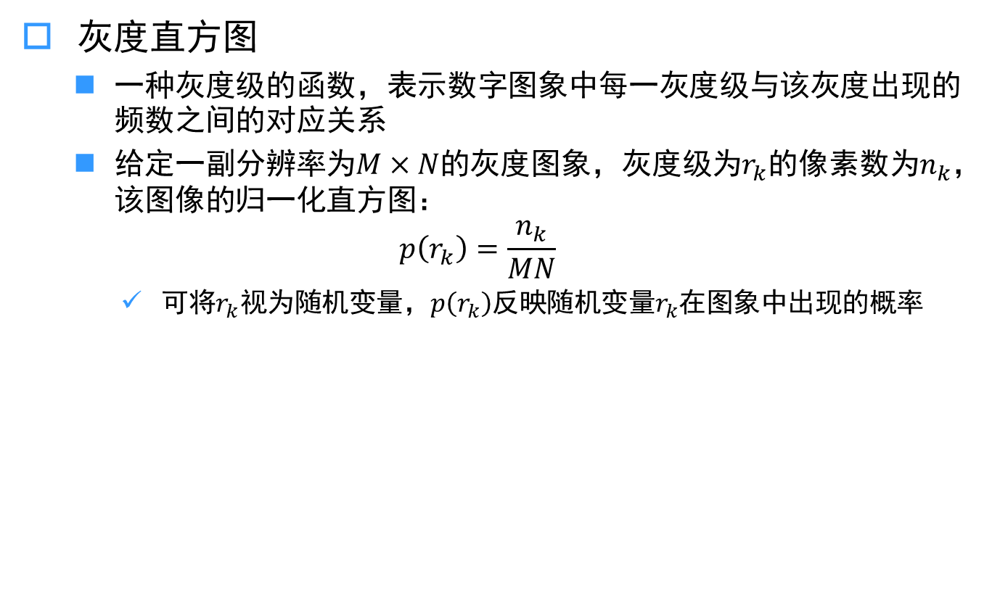 灰度直方图
一种灰度级的函数，表示数字图象中每一灰度级与该灰度出现的
频数之间的对应关系
给定一副分辨率为M × N的灰度图象，灰度级为r_k的像素数为n_k，
该图像的归一化直方图：
p(r_k) = n_k / MN
可将r_k视为随机变量，p(r_k)反映随机变量r_k在图象中出现的概率